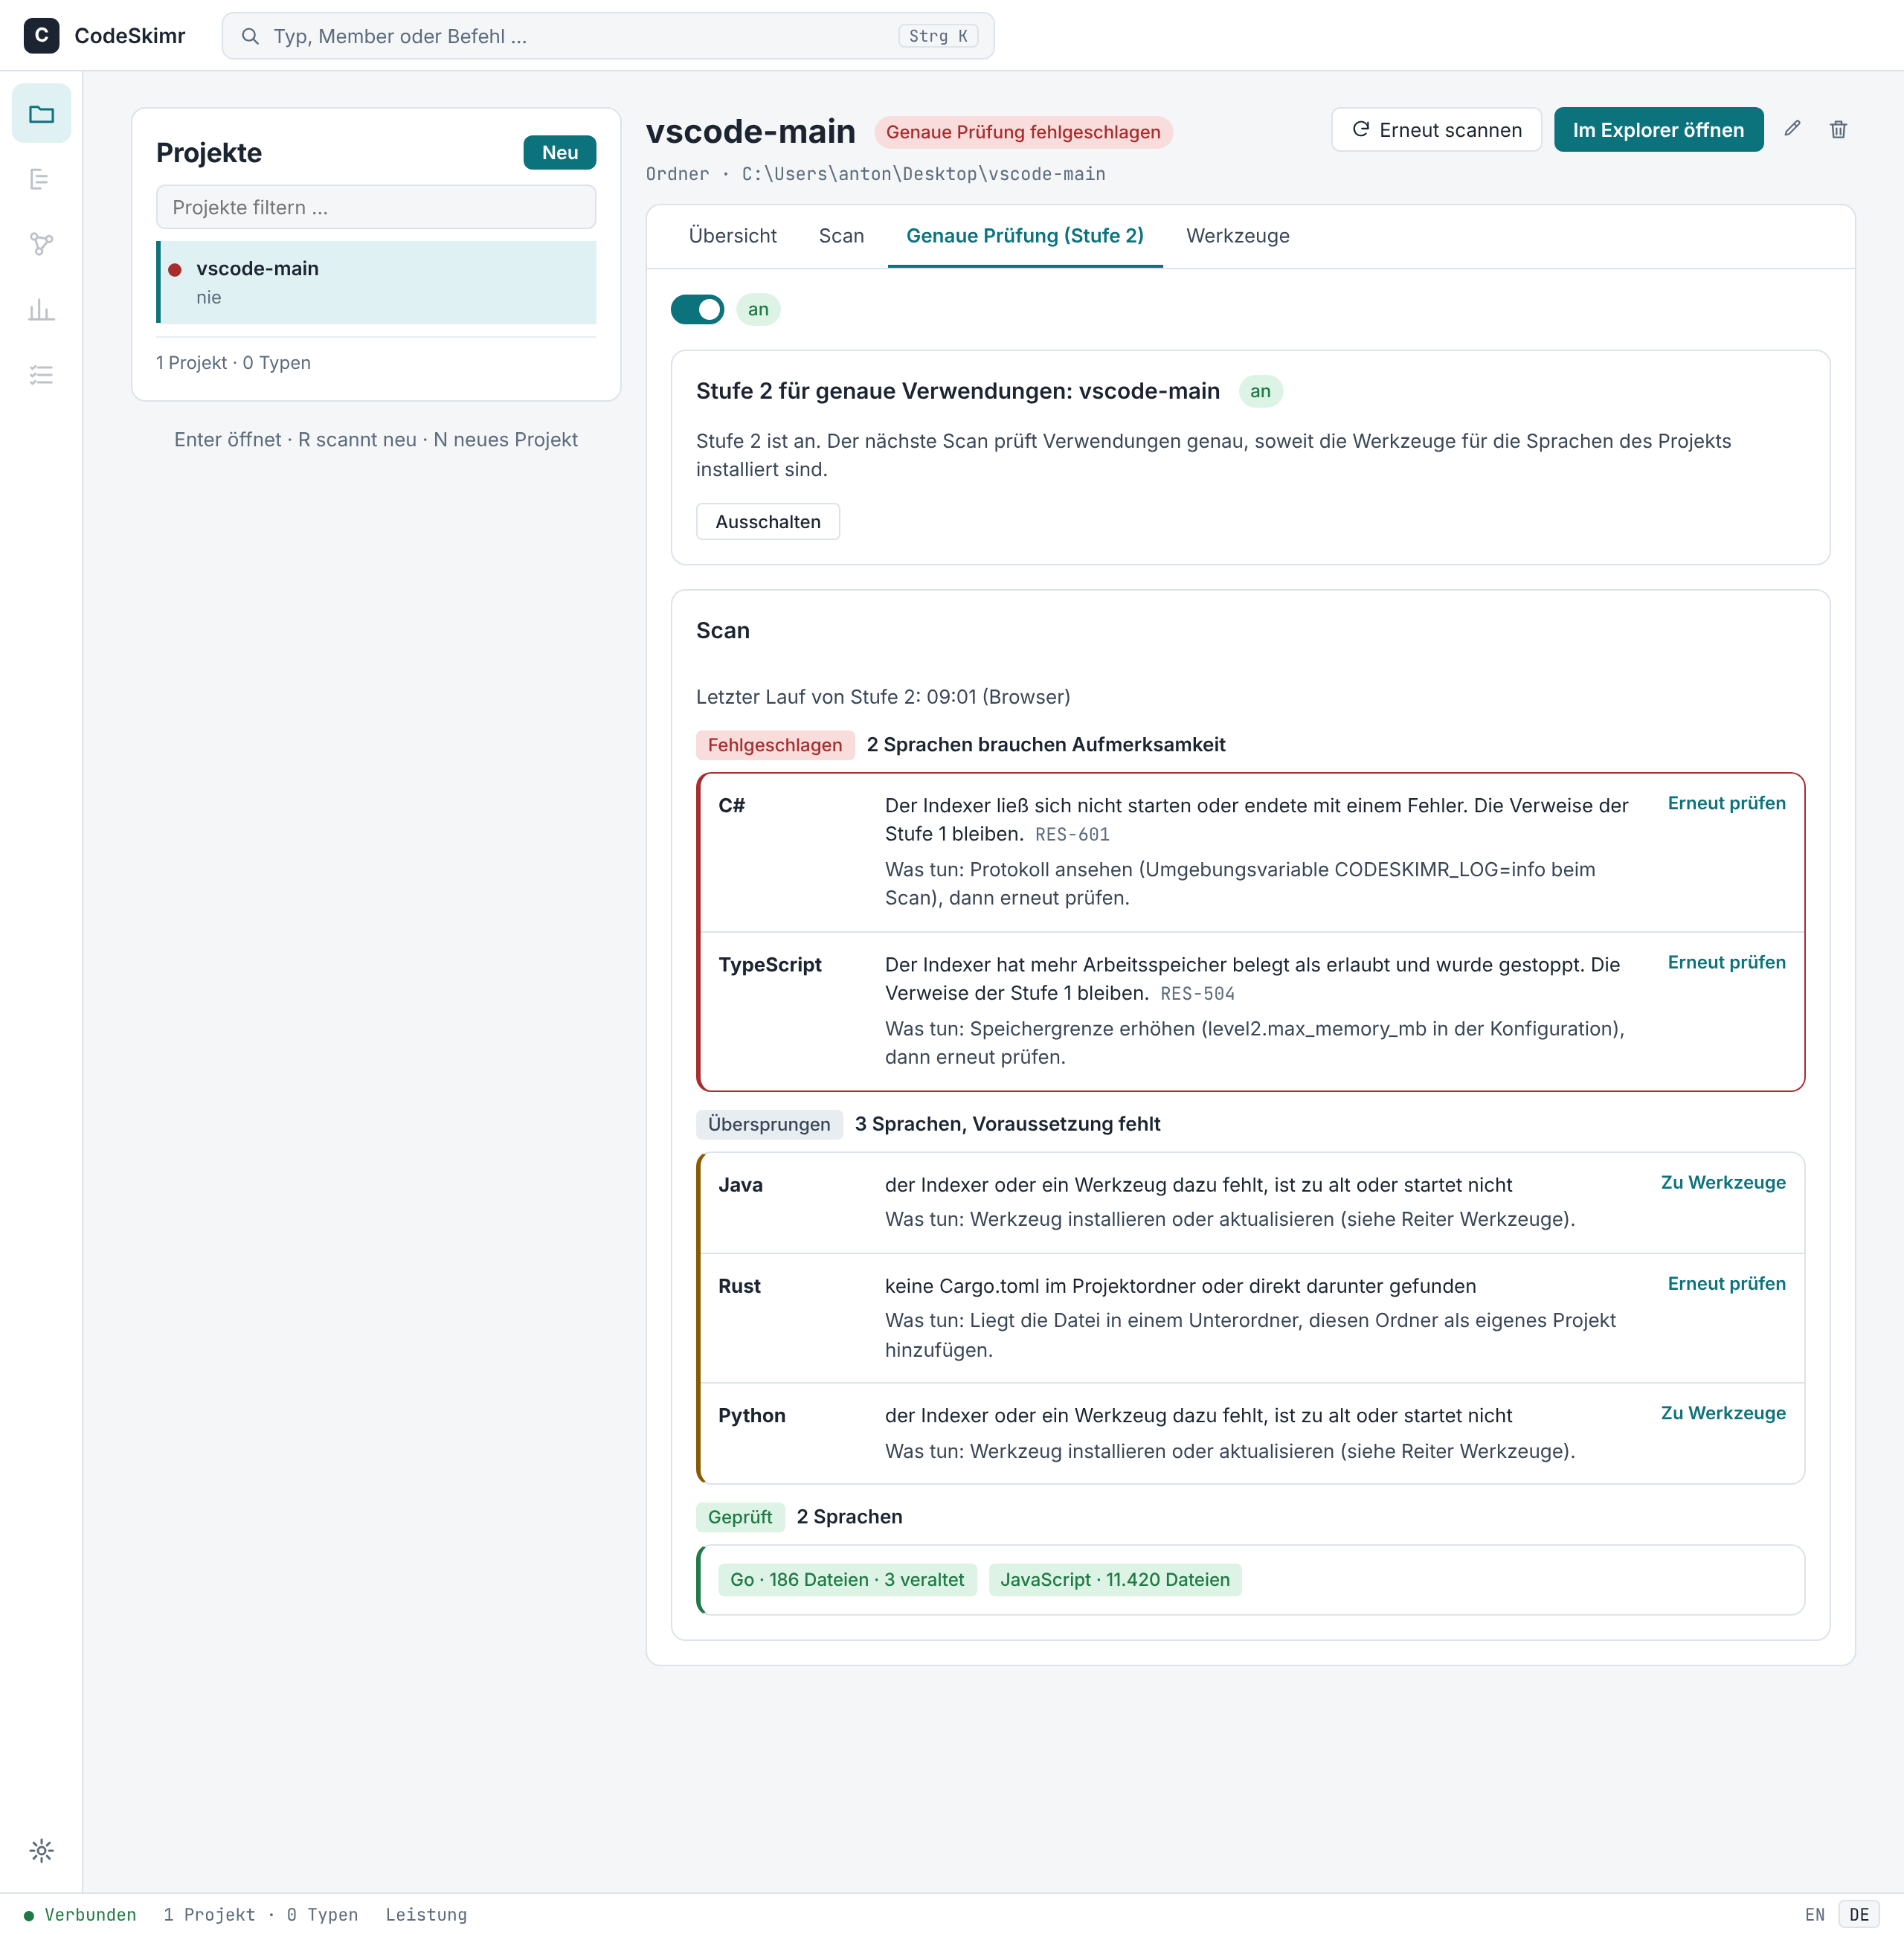 C CodeSkimr
Typ, Member oder Befehl ...
Strg K
Projekte
Neu
Projekte filtern ...
vscode-main
nie
1 Projekt · 0 Typen
Enter öffnet · R scannt neu · N neues Projekt
vscode-main
Genaue Prüfung fehlgeschlagen
Erneut scannen
Im Explorer öffnen
Ordner · C:\Users\anton\Desktop\vscode-main
Übersicht
Scan
Genaue Prüfung (Stufe 2)
Werkzeuge
an
Stufe 2 für genaue Verwendungen: vscode-main
an
Stufe 2 ist an. Der nächste Scan prüft Verwendungen genau, soweit die Werkzeuge für die Sprachen des Projekts
installiert sind.
Ausschalten
Scan
Letzter Lauf von Stufe 2: 09:01 (Browser)
Fehlgeschlagen
2 Sprachen brauchen Aufmerksamkeit
C#
Der Indexer ließ sich nicht starten oder endete mit einem Fehler. Die Verweise der
Stufe 1 bleiben. RES-601
Was tun: Protokoll ansehen (Umgebungsvariable CODESKIMR_LOG=info beim
Scan), dann erneut prüfen.
Erneut prüfen
TypeScript
Der Indexer hat mehr Arbeitsspeicher belegt als erlaubt und wurde gestoppt. Die
Verweise der Stufe 1 bleiben. RES-504
Was tun: Speichergrenze erhöhen (level2.max_memory_mb in der Konfiguration),
dann erneut prüfen.
Erneut prüfen
Übersprungen
3 Sprachen, Voraussetzung fehlt
Java
der Indexer oder ein Werkzeug dazu fehlt, ist zu alt oder startet nicht
Was tun: Werkzeug installieren oder aktualisieren (siehe Reiter Werkzeuge).
Zu Werkzeuge
Rust
keine Cargo.toml im Projektordner oder direkt darunter gefunden
Was tun: Liegt die Datei in einem Unterordner, diesen Ordner als eigenes Projekt
hinzufügen.
Erneut prüfen
Python
der Indexer oder ein Werkzeug dazu fehlt, ist zu alt oder startet nicht
Was tun: Werkzeug installieren oder aktualisieren (siehe Reiter Werkzeuge).
Zu Werkzeuge
Geprüft
2 Sprachen
Go · 186 Dateien · 3 veraltet
JavaScript · 11.420 Dateien
Verbunden
1 Projekt · 0 Typen
Leistung
EN
DE